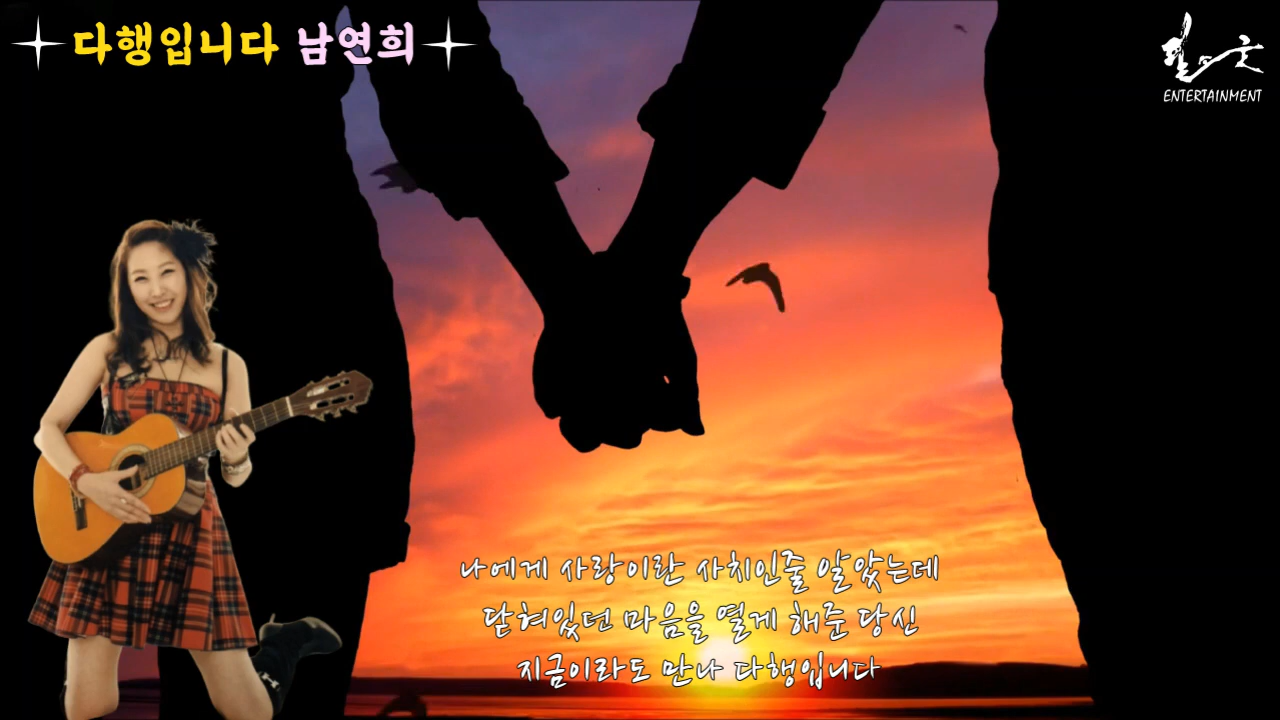 다행입니다 남연희
필굿
ENTERTAINMENT
나에게 사랑이란 사치인줄 알았는데
닫혀있던 마음을 열게 해준 당신
지금이라도 만나 다행입니다